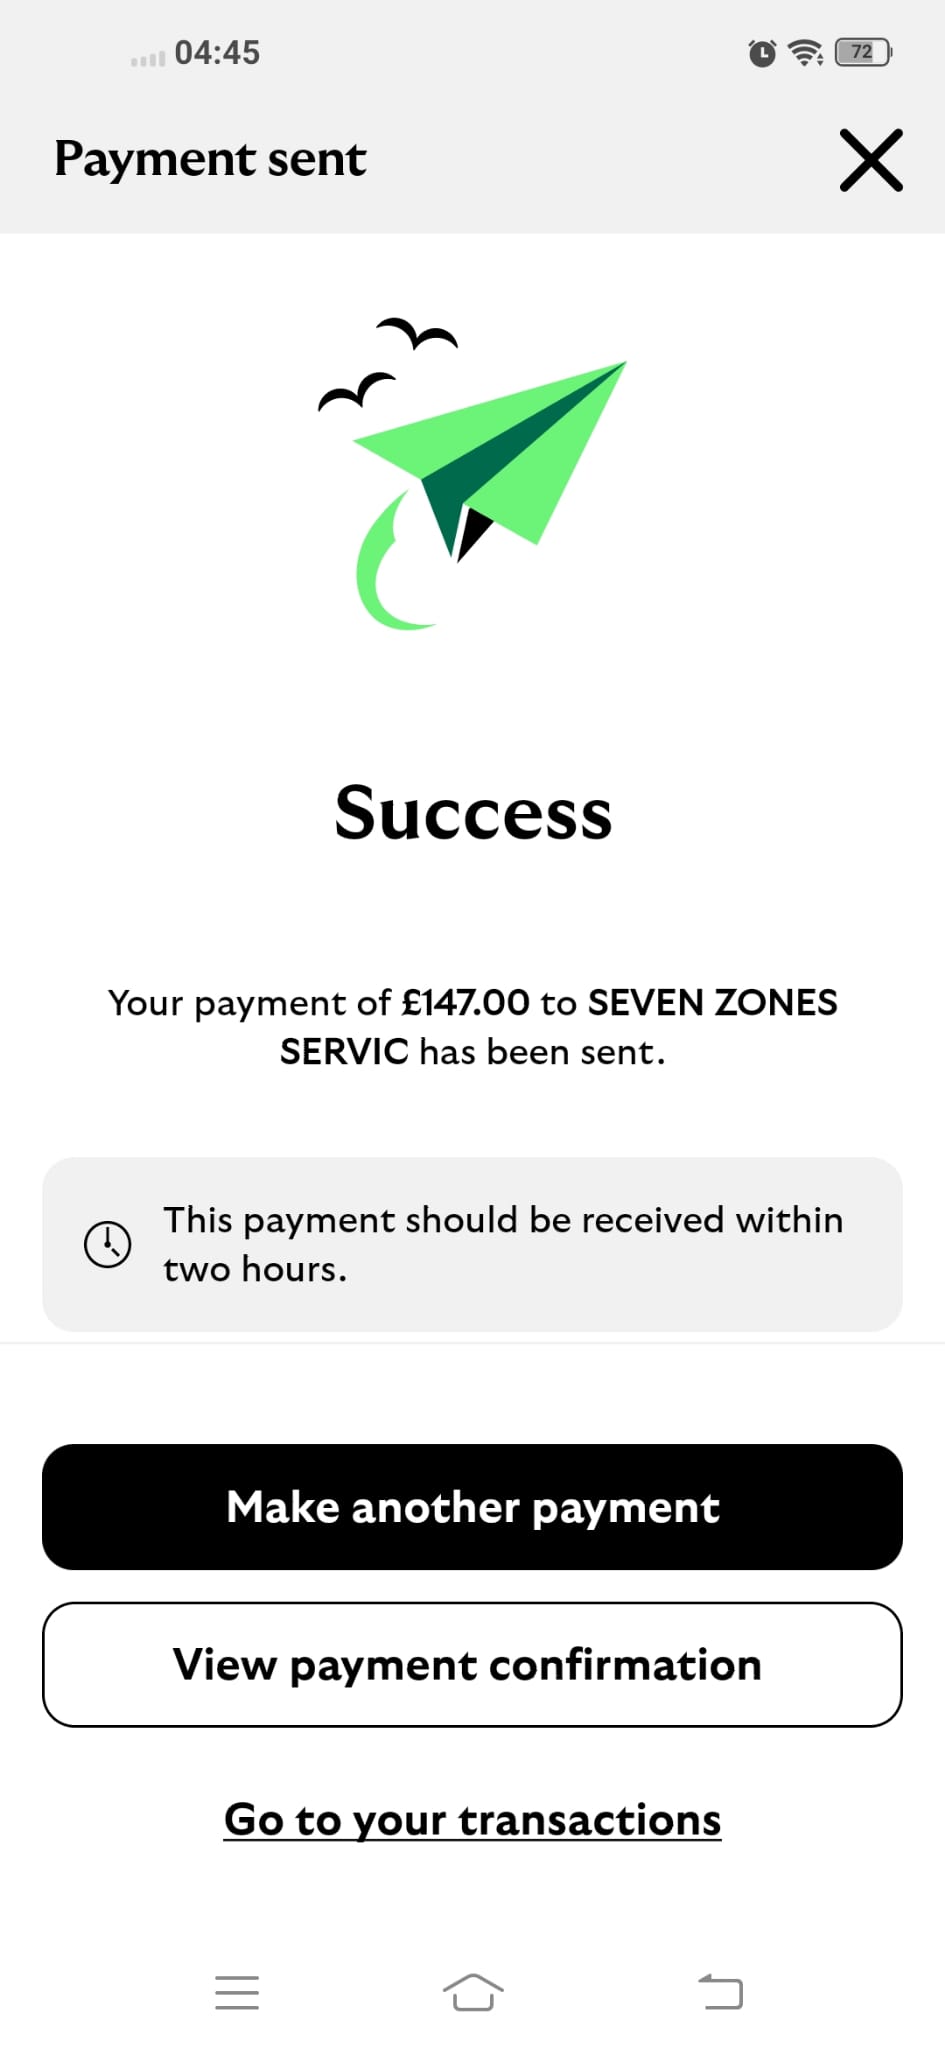 04:45
72
Payment sent
Success
Your payment of £147.00 to SEVEN ZONES
SERVIC has been sent.
This payment should be received within
two hours.
Make another payment
View payment confirmation
Go to your transactions